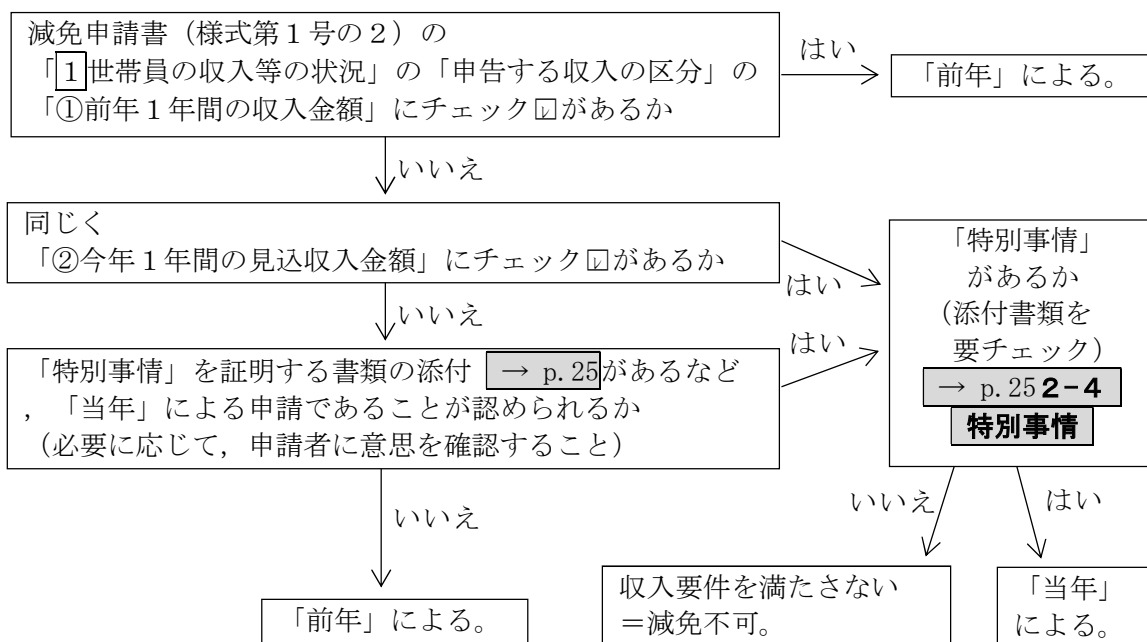 減免申請書（様式第１号の２）の
「1世帯員の収入等の状況」の「申告する収入の区分」の
「①前年１年間の収入金額」にチェック☑があるか
はい
「前年」による。
いいえ
同じく
「②今年１年間の見込収入金額」にチェック☑があるか
はい
「特別事情」
があるか
（添付書類を
要チェック）
→ p.25 2-4
特別事情
いいえ
「特別事情」を証明する書類の添付 → p.25があるなど
，「当年」による申請であることが認められるか
（必要に応じて，申請者に意思を確認すること）
はい
いいえ
「前年」による。
いいえ
収入要件を満たさない
＝減免不可。
はい
「当年」
による。